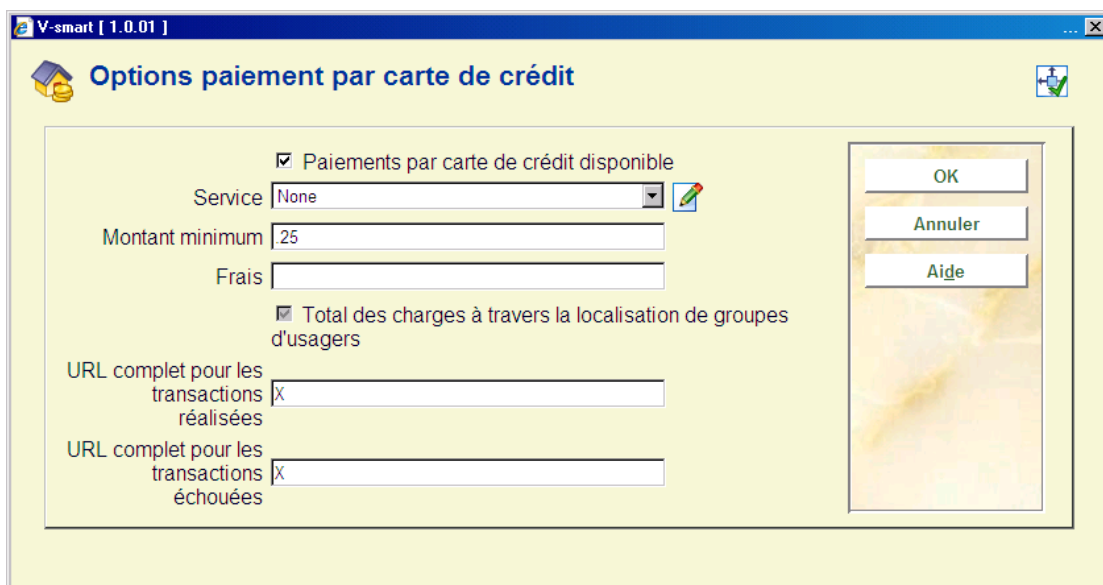 V-smart [ 1.0.01 ]
...
Options paiement par carte de crédit
Paiements par carte de crédit disponible
Service None
Montant minimum .25
Frais
Total des charges à travers la localisation de groupes
d'usagers
URL complet pour les
transactions X
réalisées
URL complet pour les
transactions X
échouées
OK
Annuler
Aide